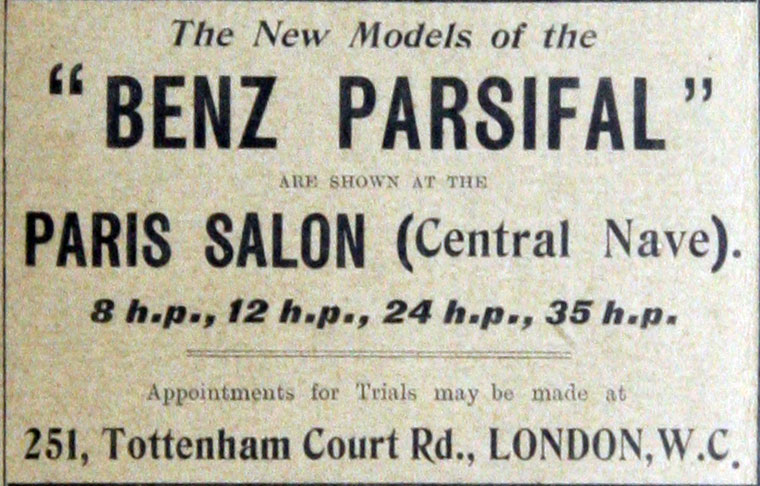 The New Models of the
“BENZ PARSIFAL”
ARE SHOWN AT THE
PARIS SALON (Central Nave).
8 h.p., 12 h.p., 24 h.p., 35 h.p.
Appointments for Trials may be made at
251, Tottenham Court Rd., LONDON, W.C.